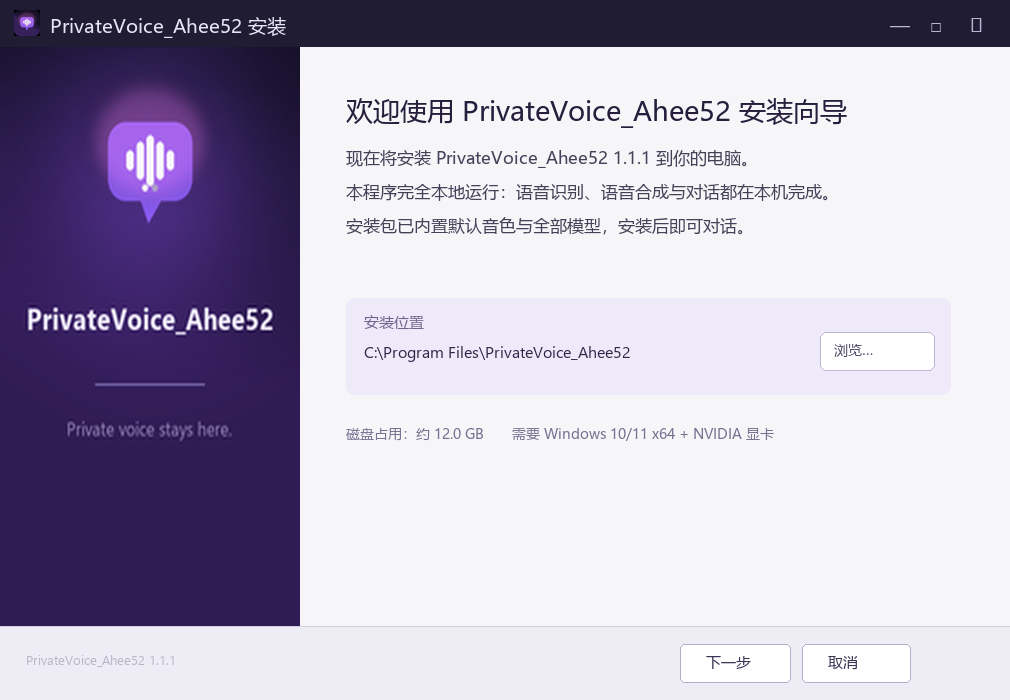 PrivateVoice_Ahee52 安装
PrivateVoice_Ahee52
Private voice stays here.
欢迎使用 PrivateVoice_Ahee52 安装向导
现在将安装 PrivateVoice_Ahee52 1.1.1 到你的电脑。
本程序完全本地运行：语音识别、语音合成与对话都在本机完成。
安装包已内置默认音色与全部模型，安装后即可对话。
安装位置
C:\Program Files\PrivateVoice_Ahee52
浏览...
磁盘占用：约 12.0 GB 需要 Windows 10/11 x64 + NVIDIA 显卡
PrivateVoice_Ahee52 1.1.1
下一步
取消